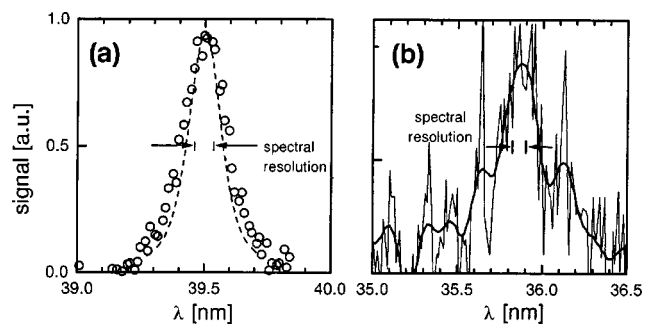 (a)
(b)
signal [a.u.]
1.0
0.5
0.0
spectral
resolution
spectral
resolution
39.0
39.5
40.0
35.0
35.5
36.0
36.5
λ [nm]
λ [nm]